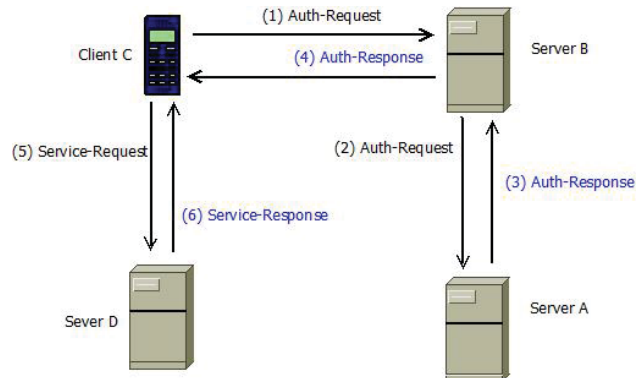 (1) Auth-Request
Client C
Server B
(4) Auth-Response
(5) Service-Request
(2) Auth-Request
(3) Auth-Response
(6) Service-Response
Sever D
Server A